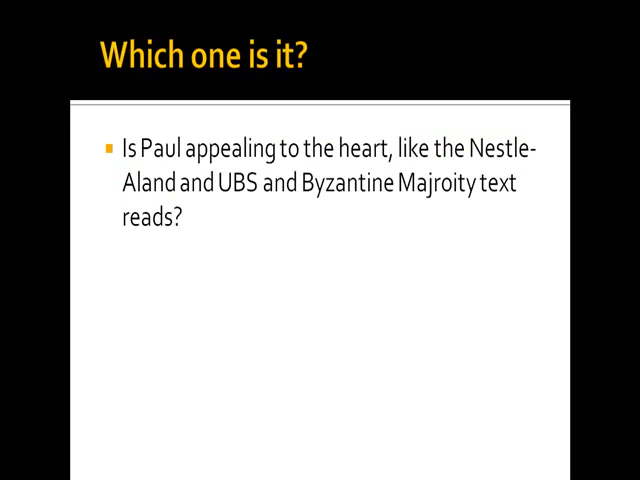 Which one is it?
Is Paul appealing to the heart, like the Nestle-
Aland and UBS and Byzantine Majroity text
reads?